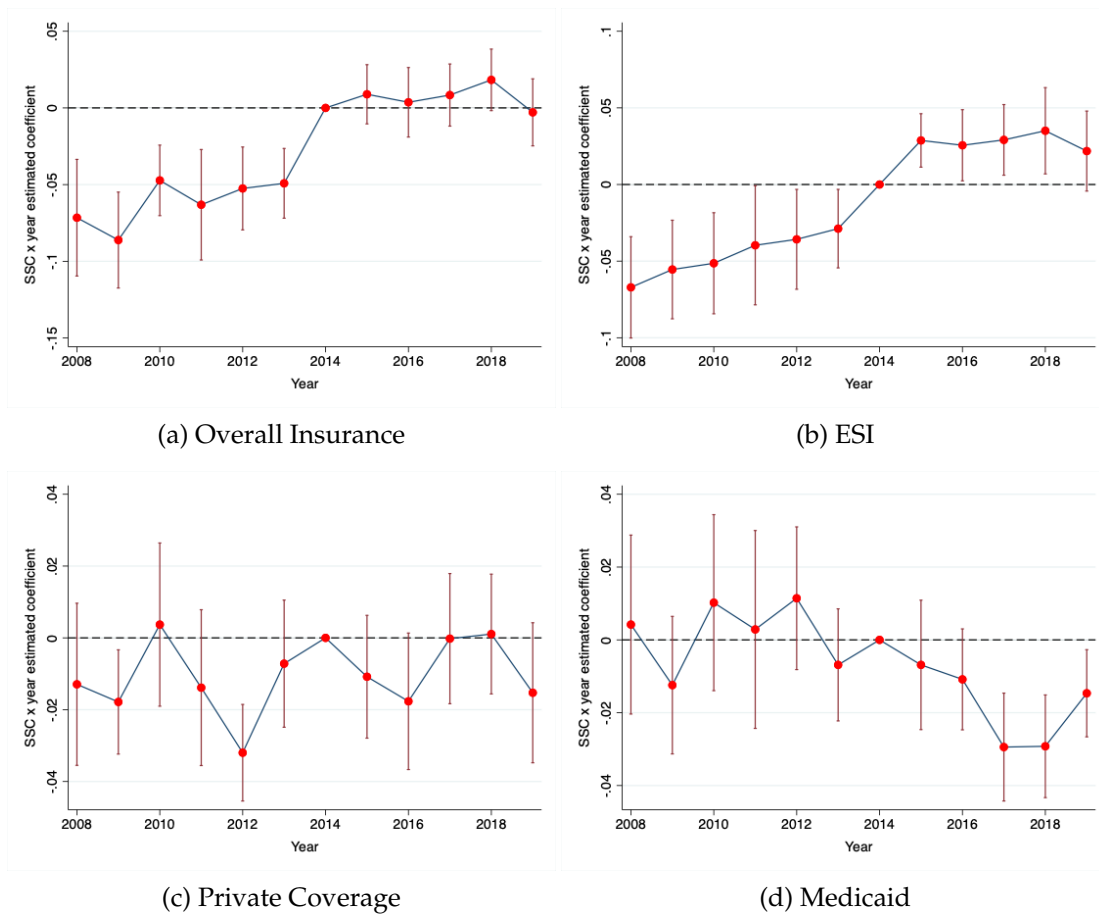 .05
0
-.05
-.1
-.15
SSC x year estimated coefficient
2008 2010 2012 2014 2016 2018
Year
(a) Overall Insurance
.1
.05
0
-.05
-.1
SSC x year estimated coefficient
2008 2010 2012 2014 2016 2018
Year
(b) ESI
.04
.02
0
-.02
-.04
SSC x year estimated coefficient
2008 2010 2012 2014 2016 2018
Year
(c) Private Coverage
.04
.02
0
-.02
-.04
SSC x year estimated coefficient
2008 2010 2012 2014 2016 2018
Year
(d) Medicaid